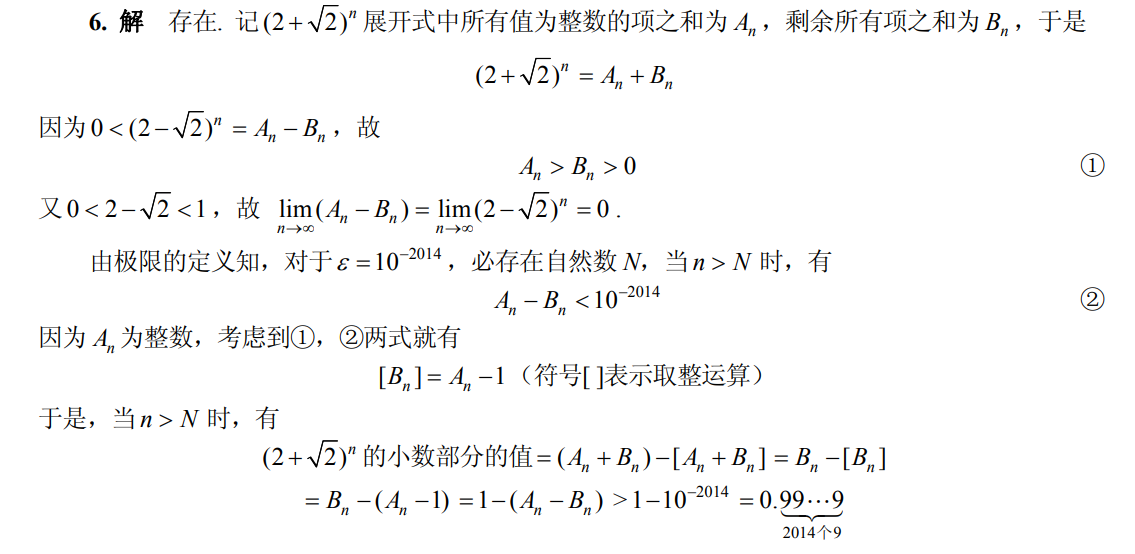 6. 解 存在. 记 $(2+\sqrt{2})^n$ 展开式中所有值为整数的项之和为 $A_n$，剩余所有项之和为 $B_n$，于是
$(2+\sqrt{2})^n = A_n + B_n$
因为 $0<(2-\sqrt{2})^n = A_n - B_n$，故
$A_n > B_n > 0$ ①
又 $0<2-\sqrt{2}<1$，故 $\lim_{n\to\infty}(A_n - B_n) = \lim_{n\to\infty}(2-\sqrt{2})^n = 0$.
由极限的定义知，对于 $\varepsilon = 10^{-2014}$，必存在自然数 N，当 $n>N$ 时，有
$A_n - B_n < 10^{-2014}$ ②
因为 $A_n$ 为整数，考虑到①，②两式就有
$[B_n] = A_n - 1$（符号[ ]表示取整运算）
于是，当 $n>N$ 时，有
$(2+\sqrt{2})^n$ 的小数部分的值 $= (A_n + B_n) - [A_n + B_n] = B_n - [B_n]$
$= B_n - (A_n - 1) = 1 - (A_n - B_n) > 1 - 10^{-2014} = 0.\underbrace{99\cdots9}_{2014个9}$